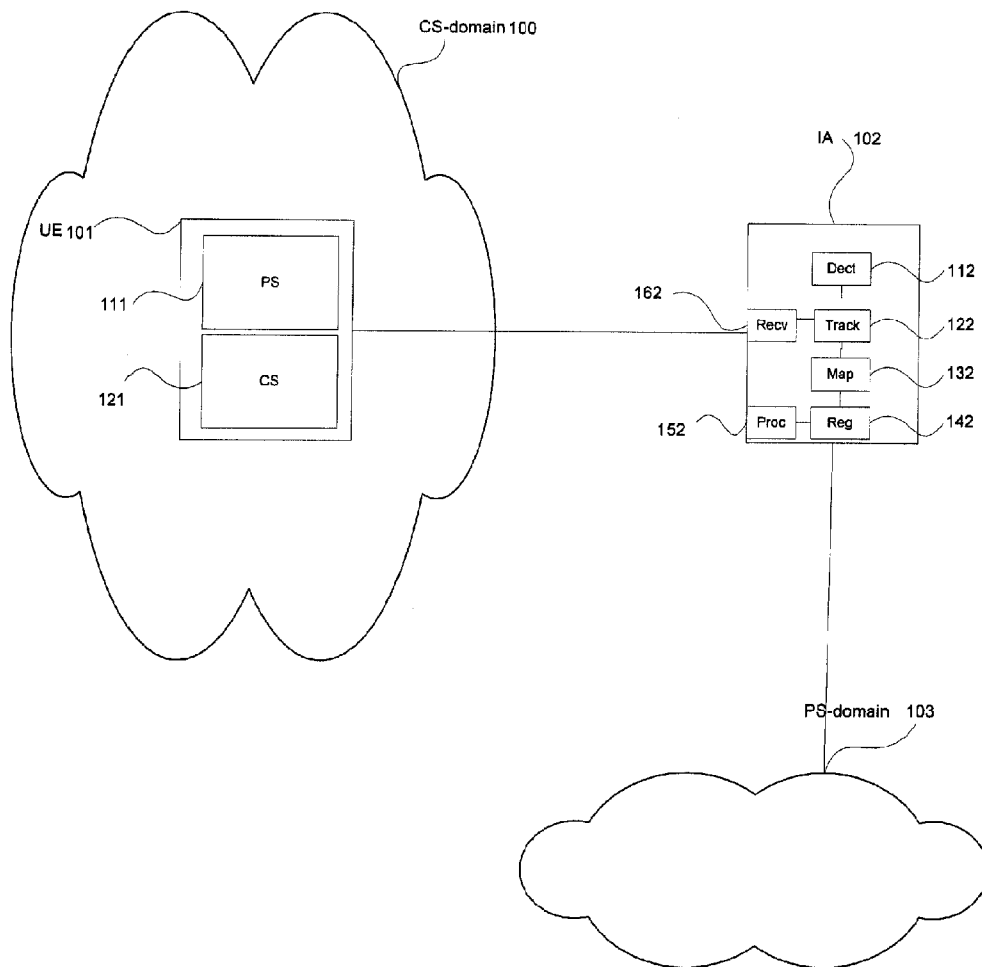 CS-domain 100
IA 102
UE 101
PS
111
CS
121
Dect 112
162 Recv Track 122
Map 132
152 Proc Reg 142
PS-domain 103